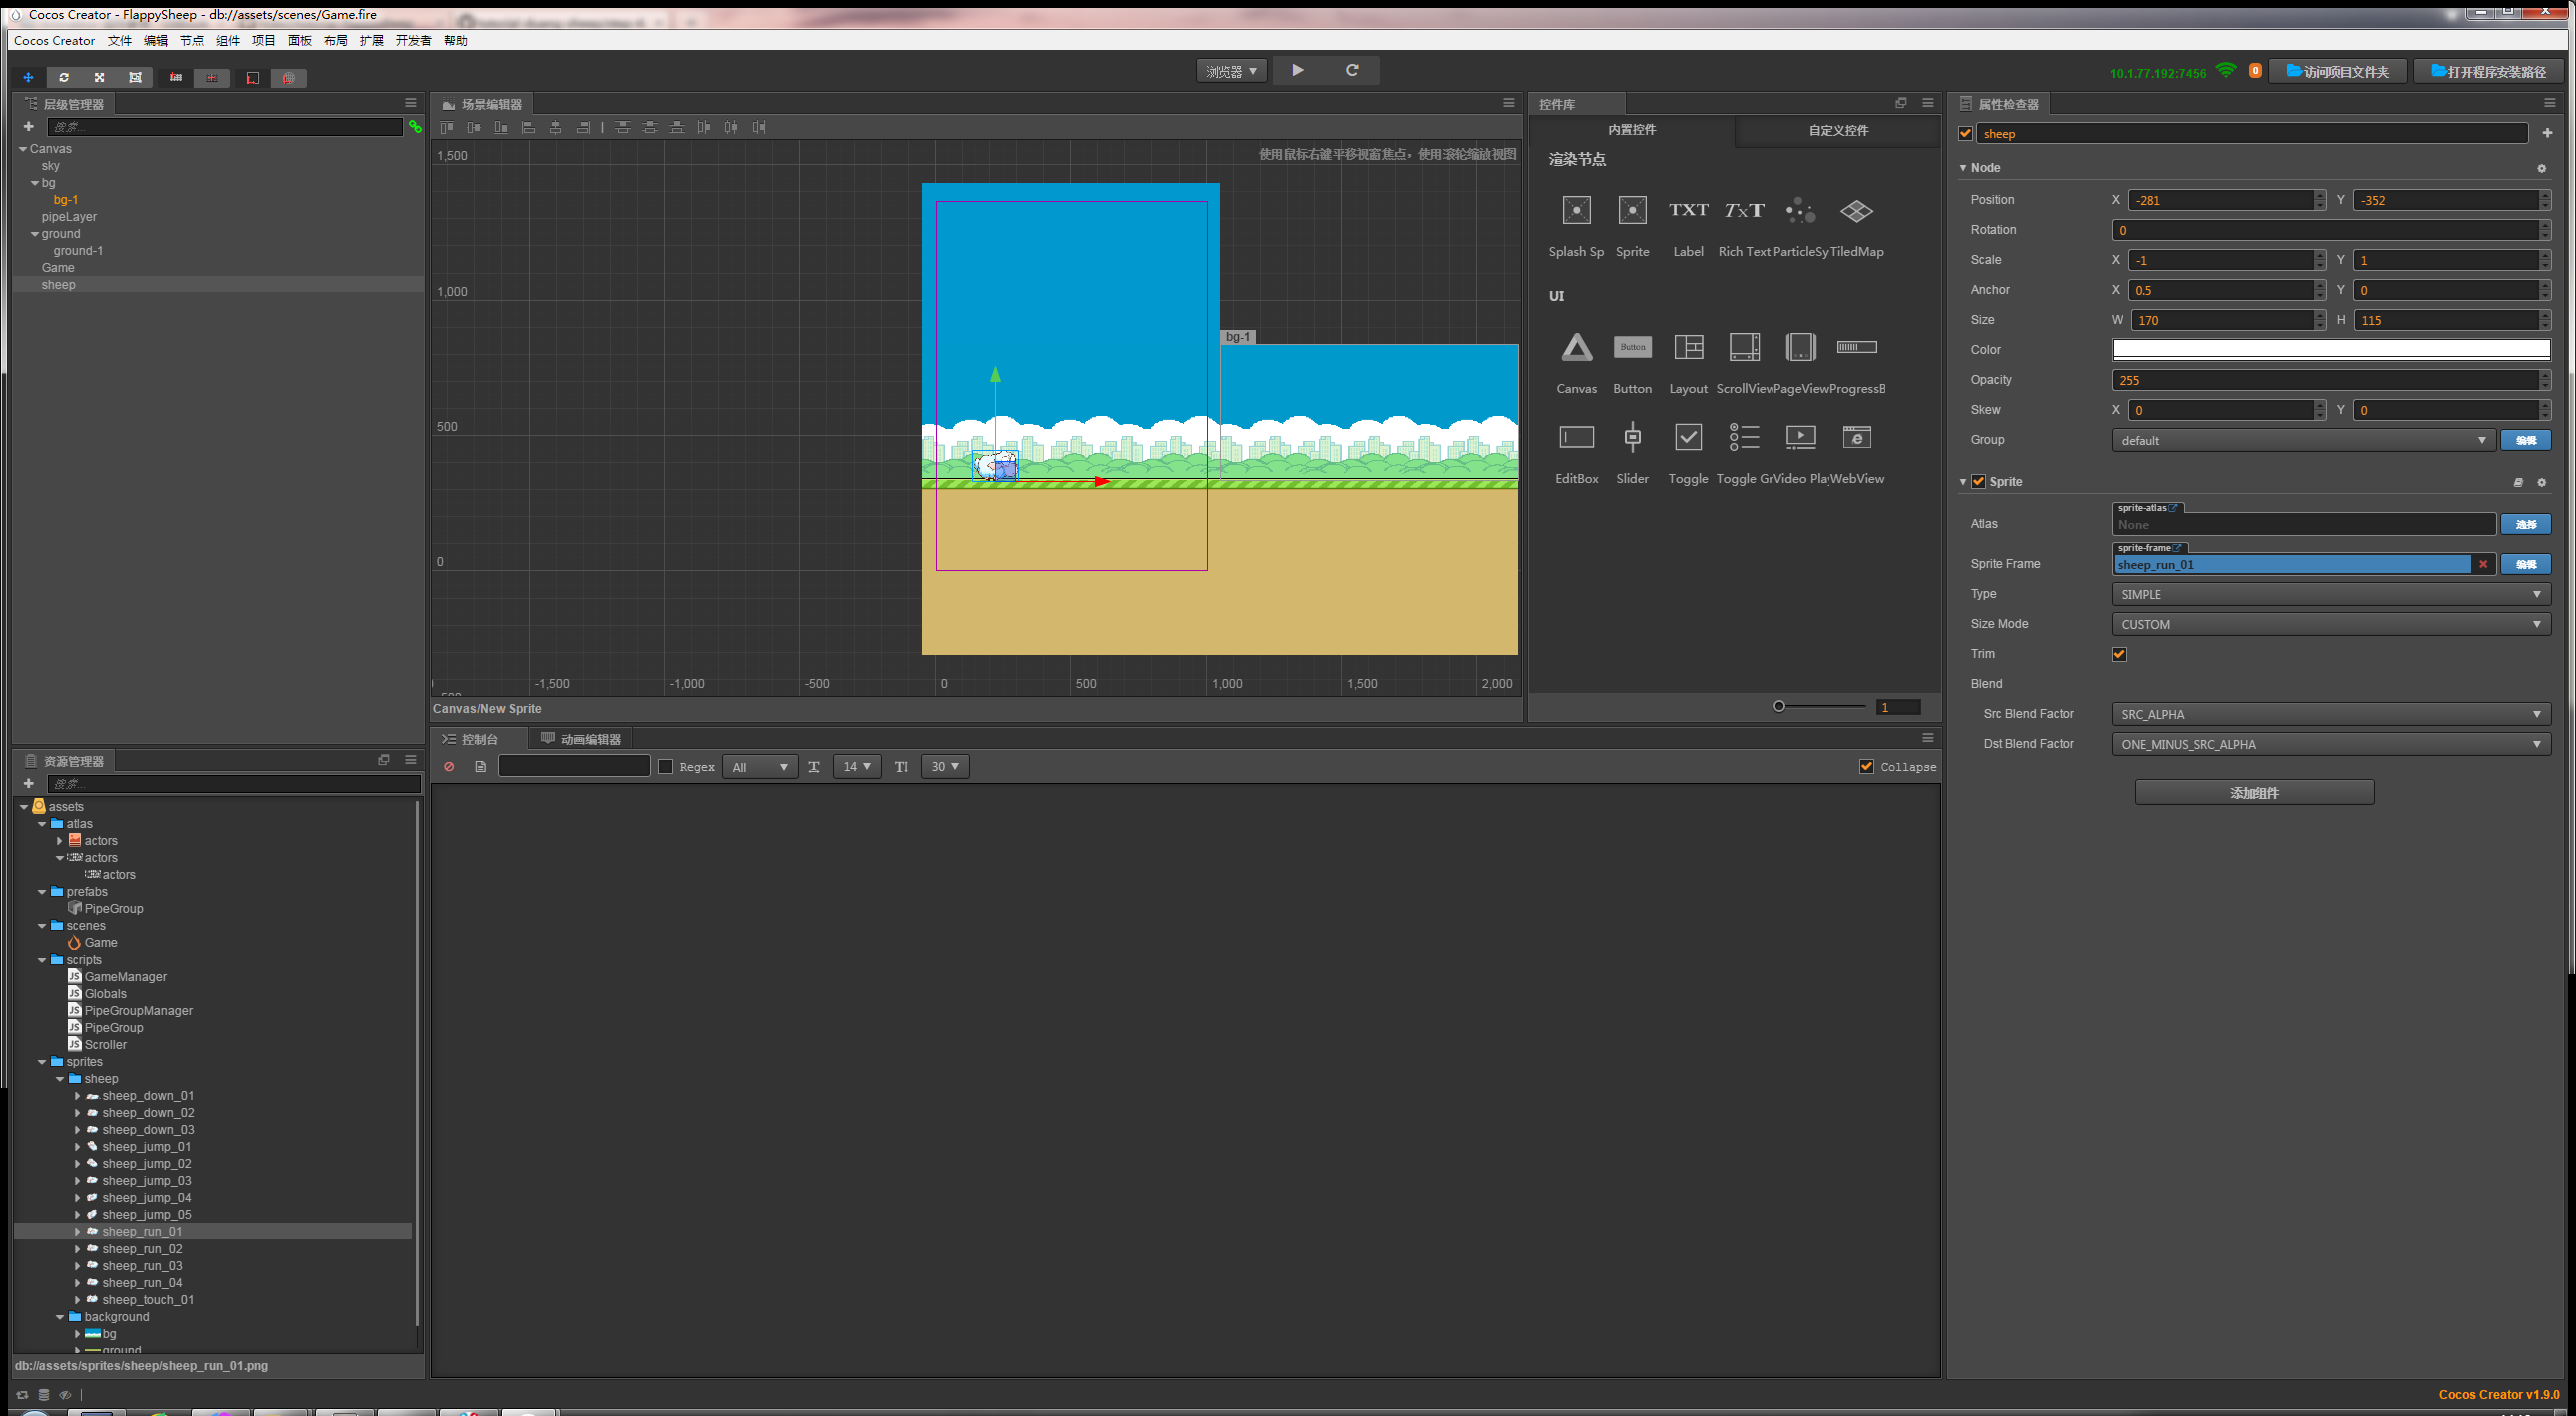 Cocos Creator - FlappySheep - db://assets/scenes/Game.fire
Cocos Creator 文件 编辑 节点 组件 项目 面板 布局 扩展 开发者 帮助
浏览器
10.1.77.192:7456
0
访问项目文件夹
打开程序安装路径
层级管理器
搜索...
Canvas
sky
bg
bg-1
pipeLayer
ground
ground-1
Game
sheep
场景编辑器
使用鼠标右键平移视窗焦点，使用滚轮缩放视图
1,500
1,000
500
0
-1,500
-1,000
-500
0
500
1,000
1,500
2,000
bg-1
Canvas/New Sprite
控件库
内置控件
自定义控件
渲染节点
TXT
TxT
Splash Sp
Sprite
Label
Rich Text
ParticleSy
TiledMap
UI
Button
Canvas
Button
Layout
ScrollView
PageView
ProgressB
EditBox
Slider
Toggle
Toggle Gr
Video Play
WebView
1
属性检查器
sheep
Node
Position X -281 Y -352
Rotation 0
Scale X -1 Y 1
Anchor X 0.5 Y 0
Size W 170 H 115
Color
Opacity 255
Skew X 0 Y 0
Group default 编辑
Sprite
sprite-atlas
Atlas None 选择
sprite-frame
Sprite Frame sheep_run_01 编辑
Type SIMPLE
Size Mode CUSTOM
Trim
Blend
Src Blend Factor SRC_ALPHA
Dst Blend Factor ONE_MINUS_SRC_ALPHA
添加组件
资源管理器
搜索...
assets
atlas
actors
actors
actors
prefabs
PipeGroup
scenes
Game
scripts
JS GameManager
JS Globals
JS PipeGroupManager
JS PipeGroup
JS Scroller
sprites
sheep
sheep_down_01
sheep_down_02
sheep_down_03
sheep_jump_01
sheep_jump_02
sheep_jump_03
sheep_jump_04
sheep_jump_05
sheep_run_01
sheep_run_02
sheep_run_03
sheep_run_04
sheep_touch_01
background
bg
ground
db://assets/sprites/sheep/sheep_run_01.png
控制台
动画编辑器
Regex
All
14
30
Collapse
Cocos Creator v1.9.0